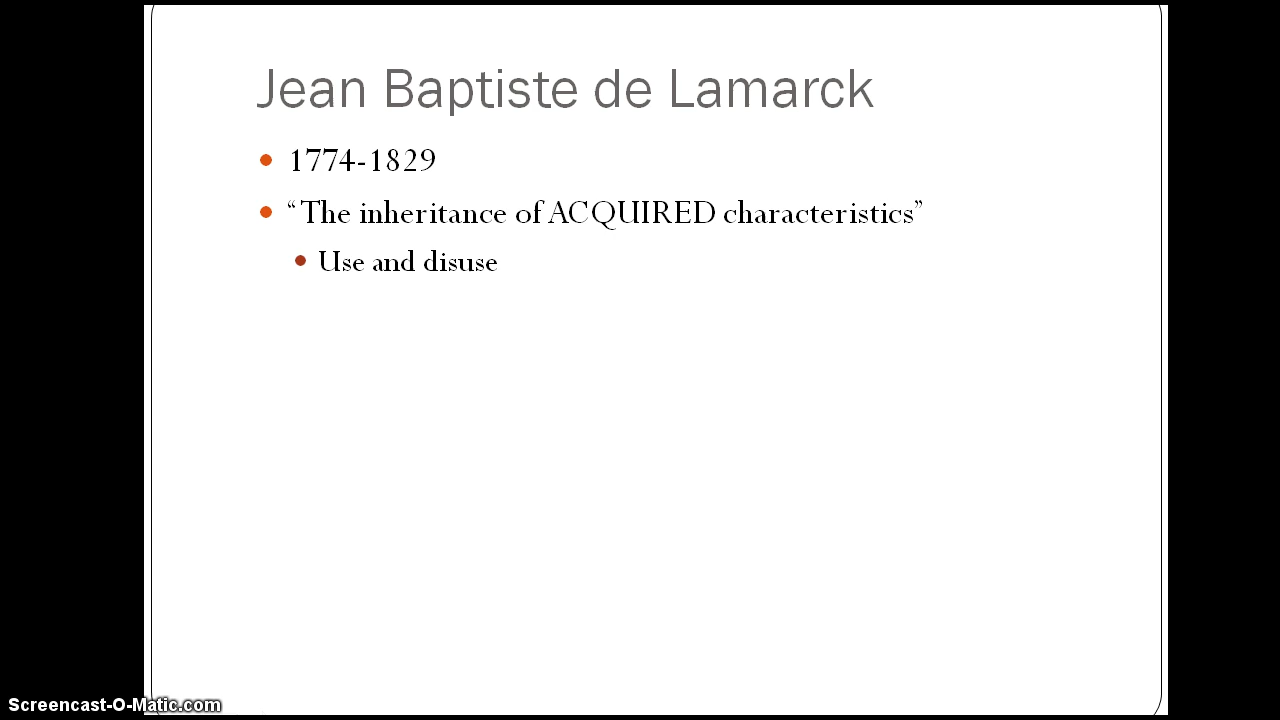 Jean Baptiste de Lamarck
1774-1829
“The inheritance of ACQUIRED characteristics”
Use and disuse
Screencast-O-Matic.com